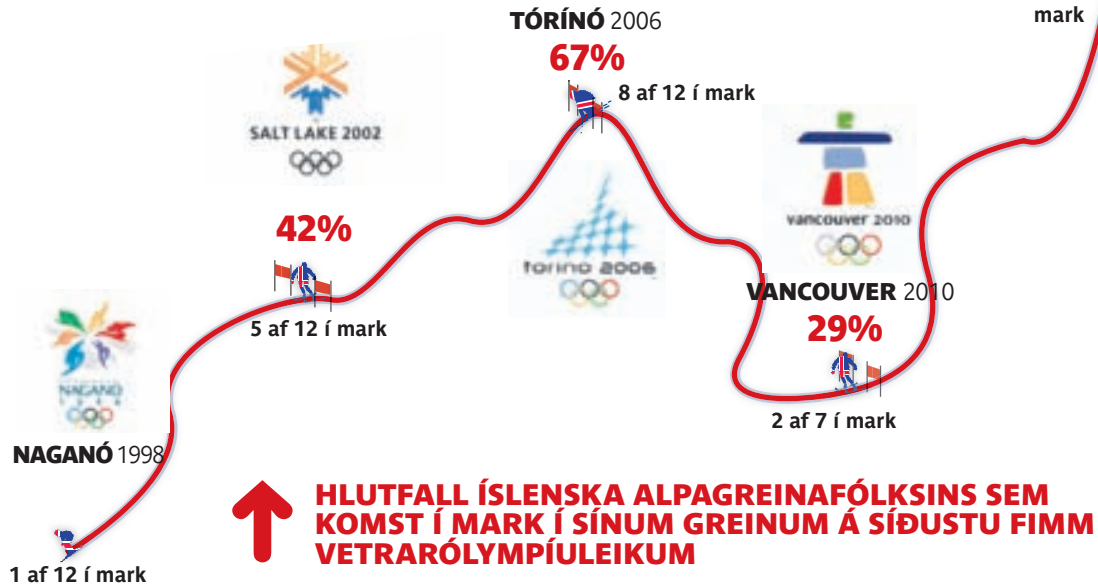 TÓRÍNÓ 2006
67%
8 af 12 í mark
mark
SALT LAKE 2002
42%
5 af 12 í mark
torino 2006
vancouver 2010
VANCOUVER 2010
29%
2 af 7 í mark
NAGANO
1998
NAGANÓ 1998
1 af 12 í mark
HLUTFALL ÍSLENSKA ALPAGREINAFÓLKSINS SEM
KOMST Í MARK Í SÍNUM GREINUM Á SÍÐUSTU FIMM
VETRARÓLYMPÍULEIKUM